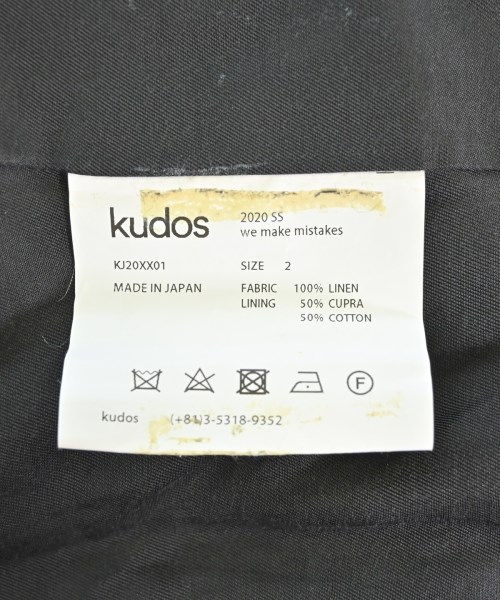 kudos
2020 SS
we make mistakes
KJ20XX01
SIZE 2
MADE IN JAPAN
FABRIC 100% LINEN
LINING 50% CUPRA
50% COTTON
F
kudos (+81)3-5318-9352